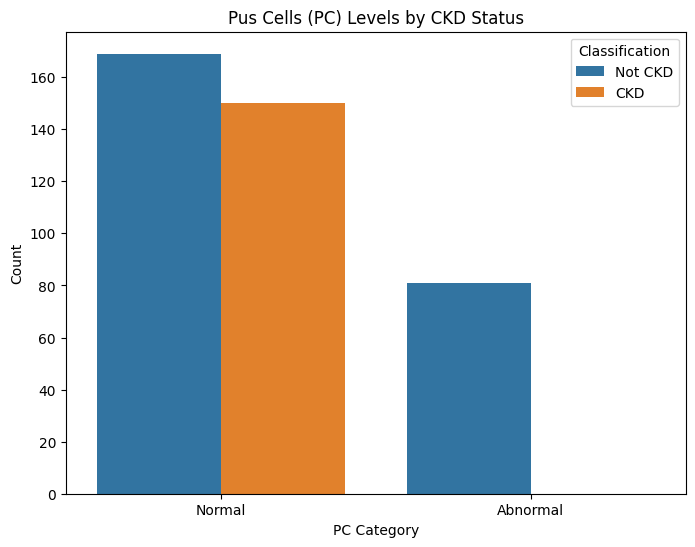 Pus Cells (PC) Levels by CKD Status
Classification
Not CKD
CKD
160
140
120
100
80
60
40
20
0
Count
Normal
Abnormal
PC Category